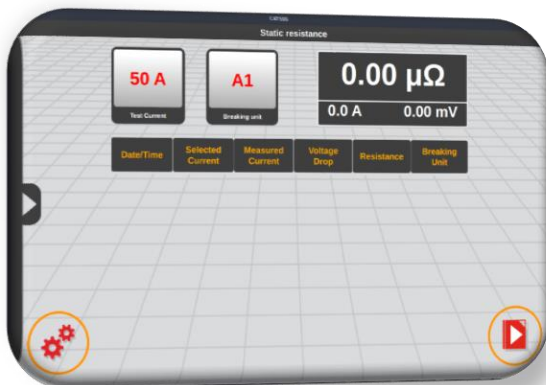 Static resistance
50 A
Test Current
A1
Breaking unit
0.00 µΩ
0.0 A 0.00 mV
Date/Time
Selected
Current
Measured
Current
Voltage
Drop
Resistance
Breaking
Unit